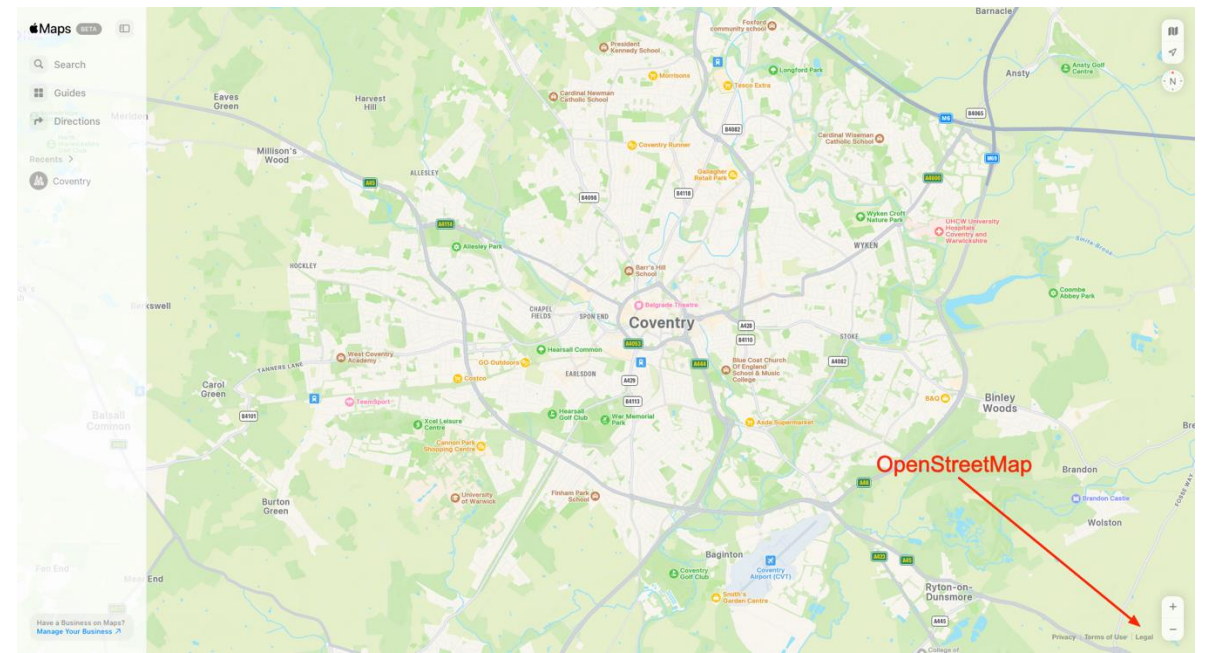 Maps BETA
Search
Guides
Directions
Recents >
Coventry
Have a Business on Maps?
Manage Your Business ↗
Barnacle
Foxford
community school
President
Kennedy School
Longford Park
Ansty
Ansty Golf
Centre
Morrisons
Tesco Extra
Cardinal Newman
Catholic School
Eaves
Green
Harvest
Hill
Meriden
M6
B4065
B4082
Cardinal Wiseman
Catholic School
Millison's
Wood
Coventry Runner
M69
ALLESLEY
Gallagher
Retail Park
A45
A4600
B4098
B4118
Wyken Croft
Nature Park
UHCW University
Hospitals
Coventry and
Warwickshire
A4114
Allesley Park
WYKEN
Smite Brook
HOCKLEY
Barr's Hill
School
Coombe
Abbey Park
Berkswell
Belgrade Theatre
CHAPEL
FIELDS
SPON END
Coventry
A428
A4053
B4110
STOKE
Hearsall Common
West Coventry
Academy
GO Outdoors
A444
Blue Coat Church
Of England
School & Music
College
A4082
TANNERS LANE
EARLSDON
Costco
A429
Carol
Green
TeamSport
B4113
B&Q
Binley
Woods
Balsall
Common
B4101
Xcel Leisure
Centre
Hearsall
Golf Club
War Memorial
Park
Asda Supermarket
Bre
Cannon Park
Shopping Centre
OpenStreetMap
Brandon
A46
FOSSE WAY
Burton
Green
University
of Warwick
Finham Park
School
Brandon Castle
Wolston
Baginton
A423
A45
Fen End
Meer End
Coventry
Golf Club
Coventry
Airport (CVT)
Ryton-on-
Dunsmore
Smith's
Garden Centre
A445
+
−
Privacy
Terms of Use
Legal
College of
N